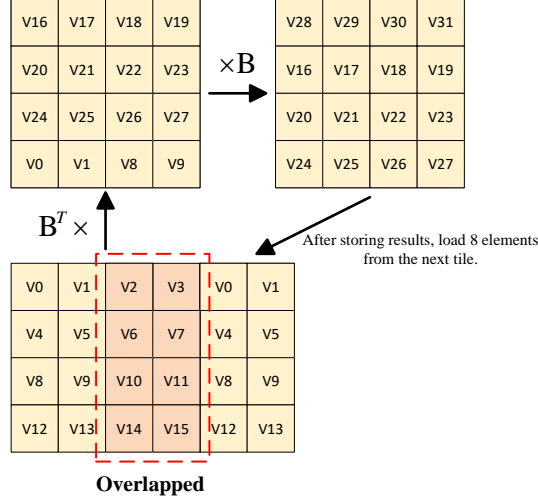 V16 V17 V18 V19
V20 V21 V22 V23
V24 V25 V26 V27
V0 V1 V8 V9
×B
V28 V29 V30 V31
V16 V17 V18 V19
V20 V21 V22 V23
V24 V25 V26 V27
B^T ×
After storing results, load 8 elements
from the next tile.
V0 V1 V2 V3 V0 V1
V4 V5 V6 V7 V4 V5
V8 V9 V10 V11 V8 V9
V12 V13 V14 V15 V12 V13
Overlapped